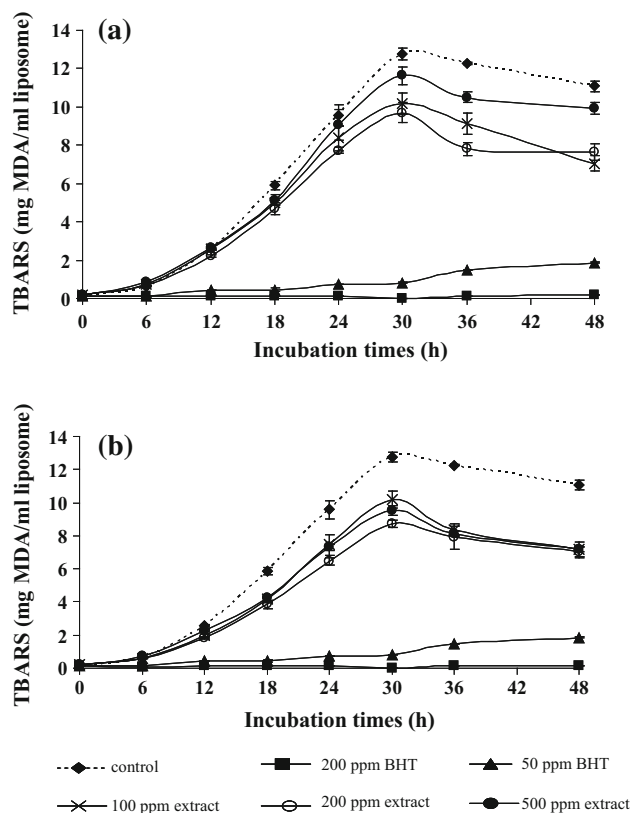 (a)
TBARS (mg MDA/ml liposome)
14
12
10
8
6
4
2
0
0 6 12 18 24 30 36 42 48
Incubation times (h)
(b)
TBARS (mg MDA/ml liposome)
14
12
10
8
6
4
2
0
0 6 12 18 24 30 36 42 48
Incubation times (h)
control 200 ppm BHT 50 ppm BHT
100 ppm extract 200 ppm extract 500 ppm extract